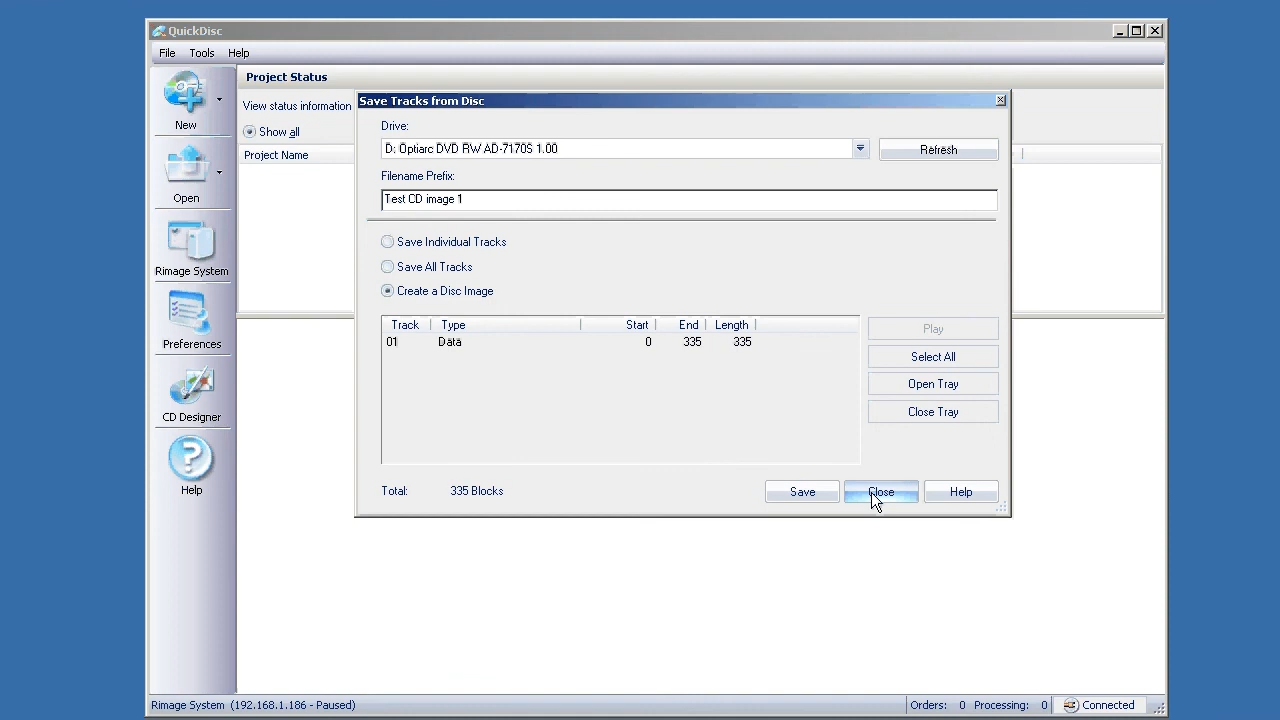 QuickDisc
File Tools Help
Project Status
View status information
Show all
Project Name
New
Open
Rimage System
Preferences
CD Designer
Help
Save Tracks from Disc
Drive:
D: Optiarc DVD RW AD-7170S 1.00
Refresh
Filename Prefix:
Test CD image 1
Save Individual Tracks
Save All Tracks
Create a Disc Image
Track Type Start End Length
01 Data 0 335 335
Play
Select All
Open Tray
Close Tray
Total: 335 Blocks
Save Close Help
Rimage System (192.168.1.186 - Paused) Orders: 0 Processing: 0 Connected